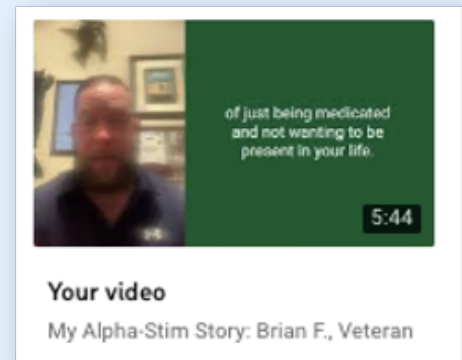 of just being medicated
and not wanting to be
present in your life.
5:44
Your video
My Alpha-Stim Story: Brian F., Veteran